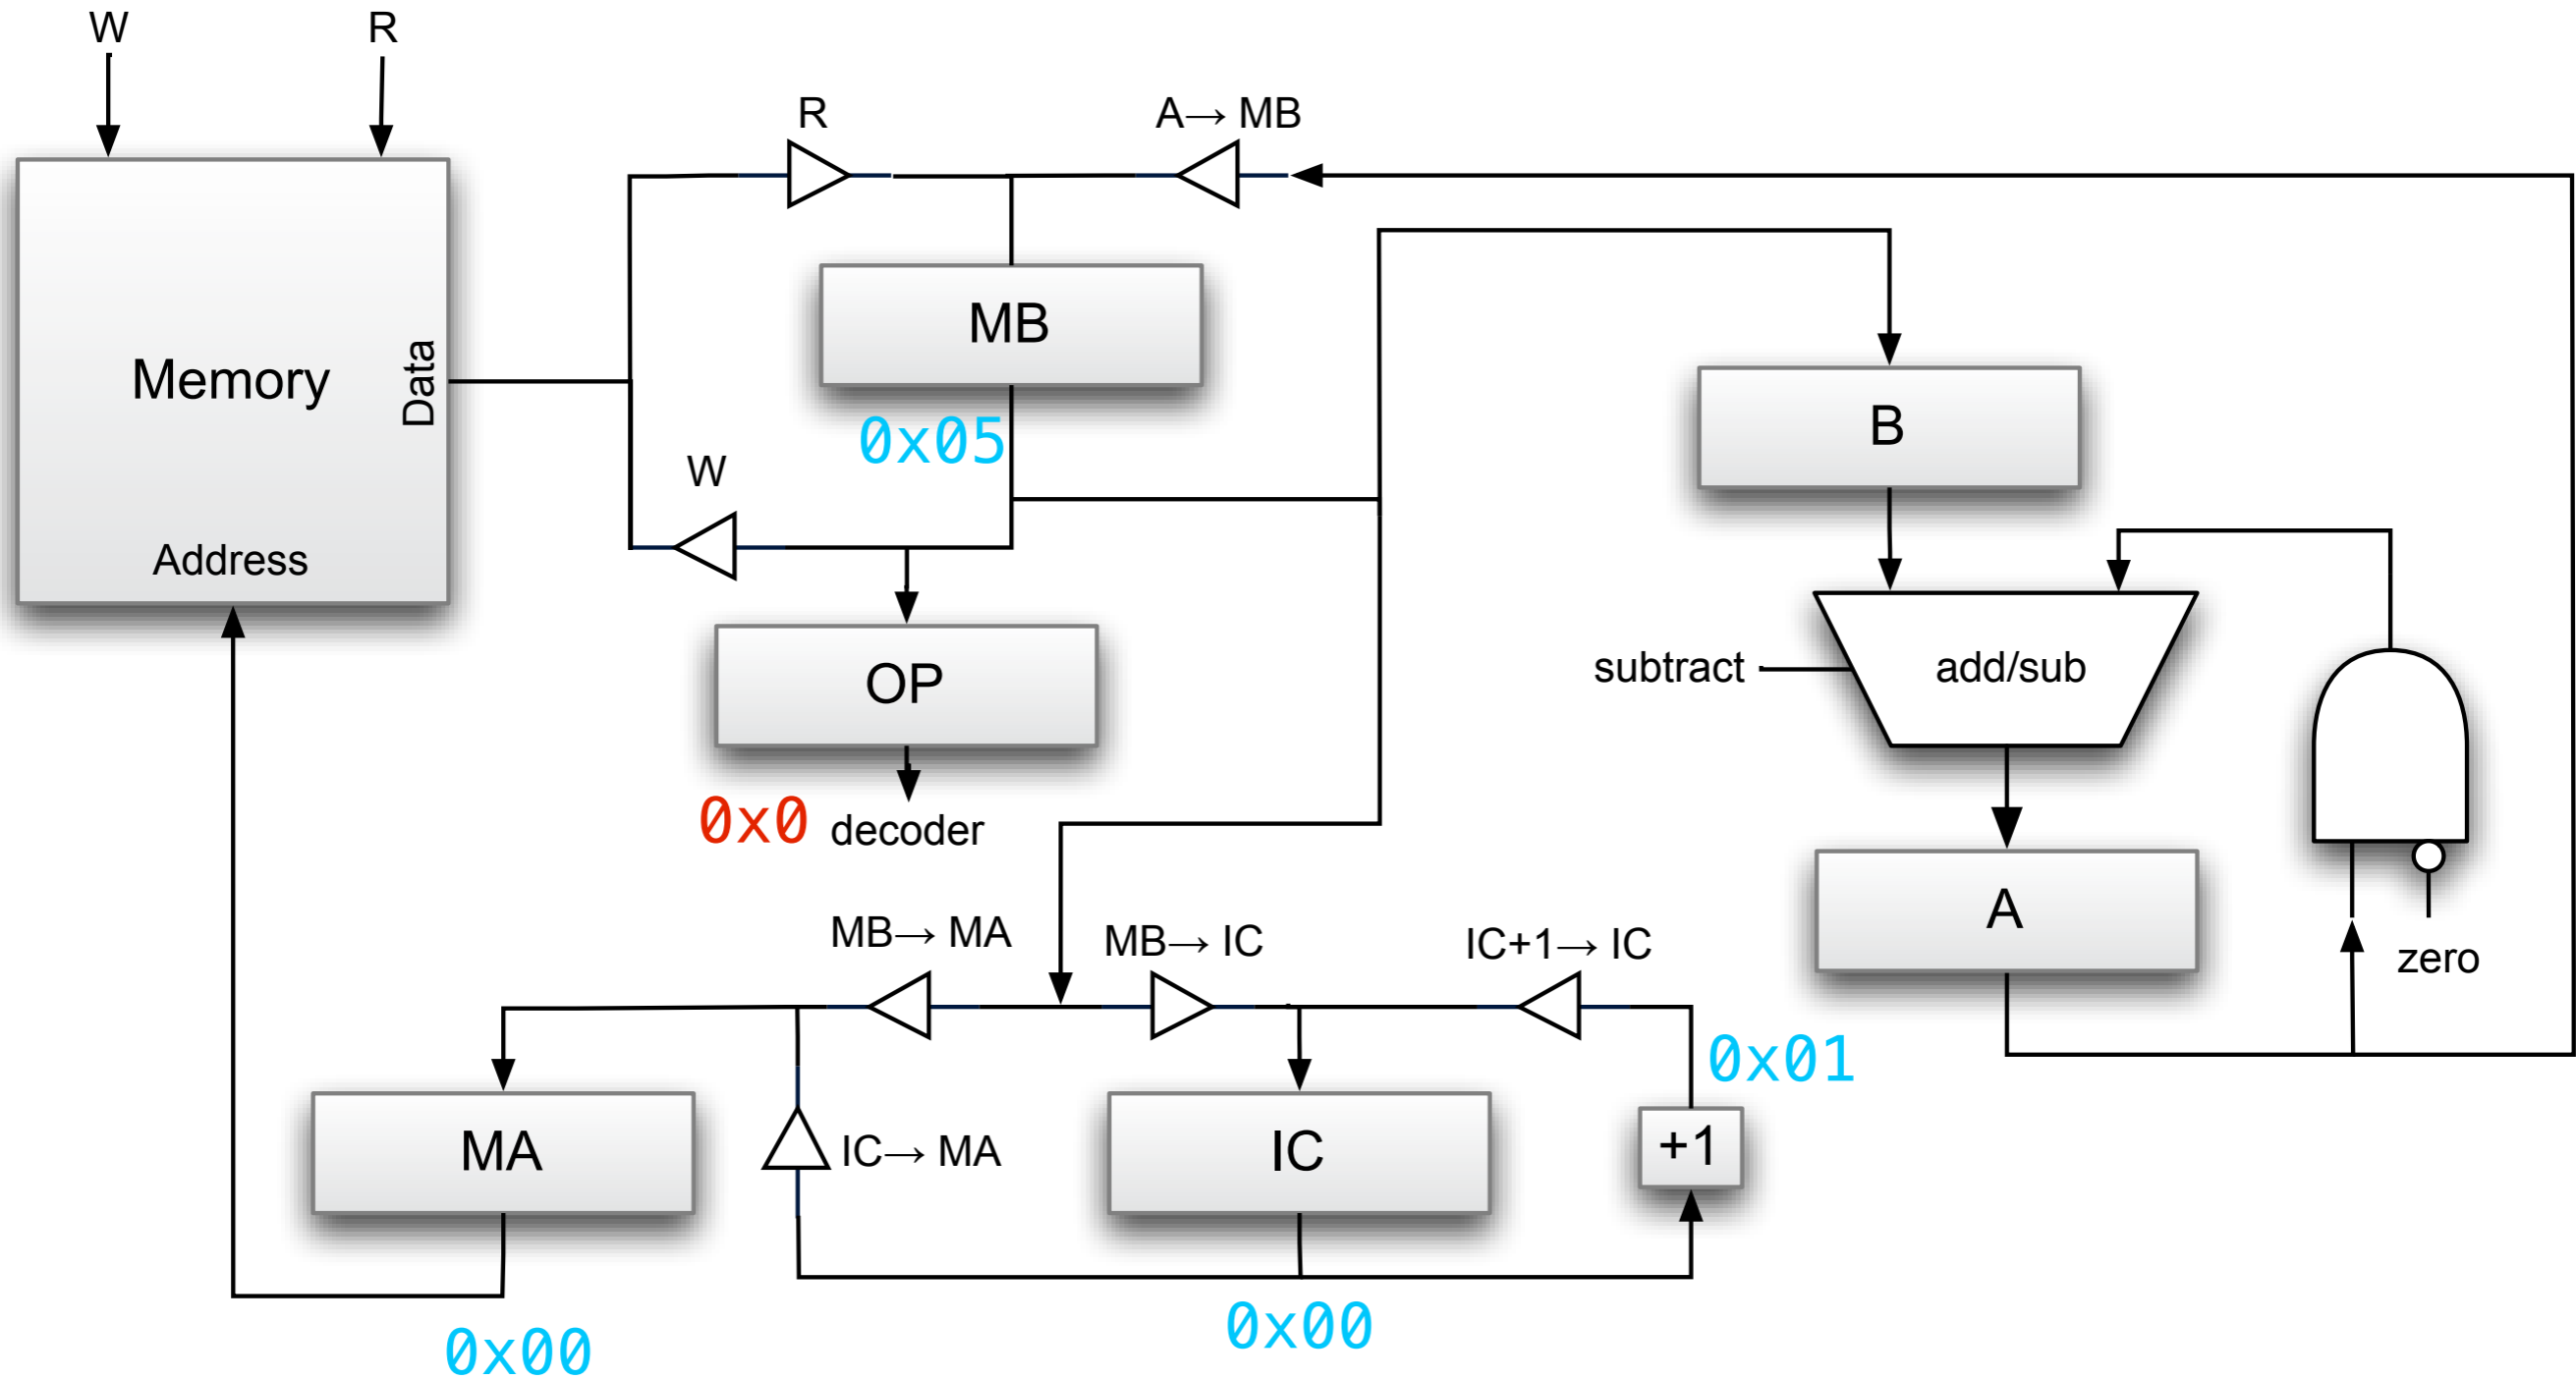 W
R
R
A→ MB
MB
0x05
Memory
Data
B
W
Address
subtract
add/sub
OP
0x0
decoder
A
MB→ MA
MB→ IC
IC+1→ IC
zero
0x01
MA
IC→ MA
IC
+1
0x00
0x00